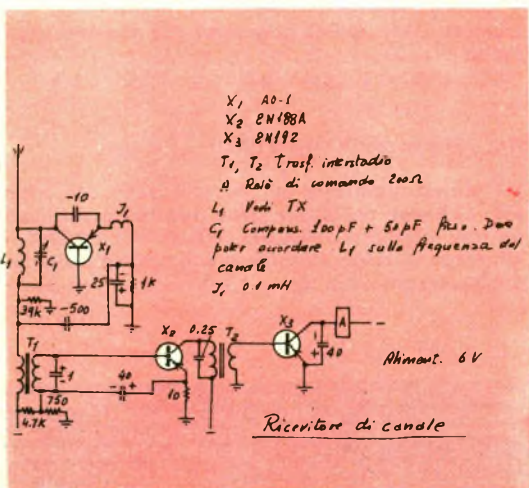 X1 AO-1
X2 2N188A
X3 2N192
T1, T2 Trasf. interstadio
A Relò di comando 200Ω
L1 Vedi TX
C1 Compens. 100pF + 50pF fisso. Deve
poter accordare L1 sulla frequenza del
canale
J1 0.1 mH
-10
J1
X1
L1
C1
25
1k
39k
-500
X2
0.25
T2
X3
A
T1
1
40
40
10
750
4.7K
Aliment. 6V
Ricevitore di canale